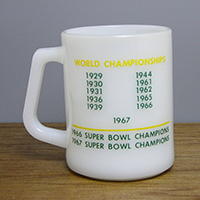 WORLD CHAMPIONSHIPS
1929 1944
1930 1961
1931 1962
1936 1965
1939 1966
1967
1966 SUPER BOWL CHAMPIONS
1967 SUPER BOWL CHAMPIONS